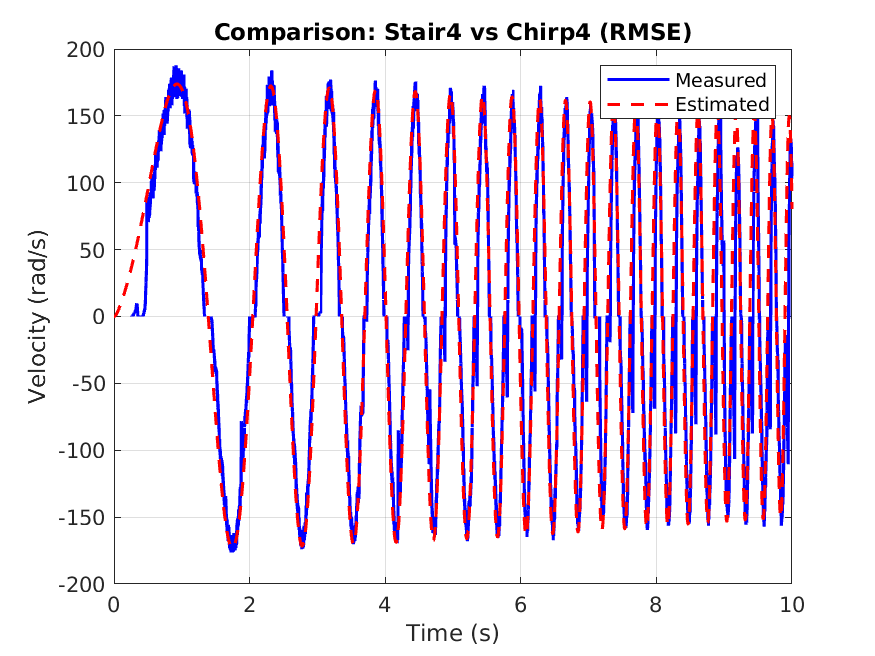 Comparison: Stair4 vs Chirp4 (RMSE)
Measured
Estimated
200
150
100
50
0
-50
-100
-150
-200
Velocity (rad/s)
0 2 4 6 8 10
Time (s)